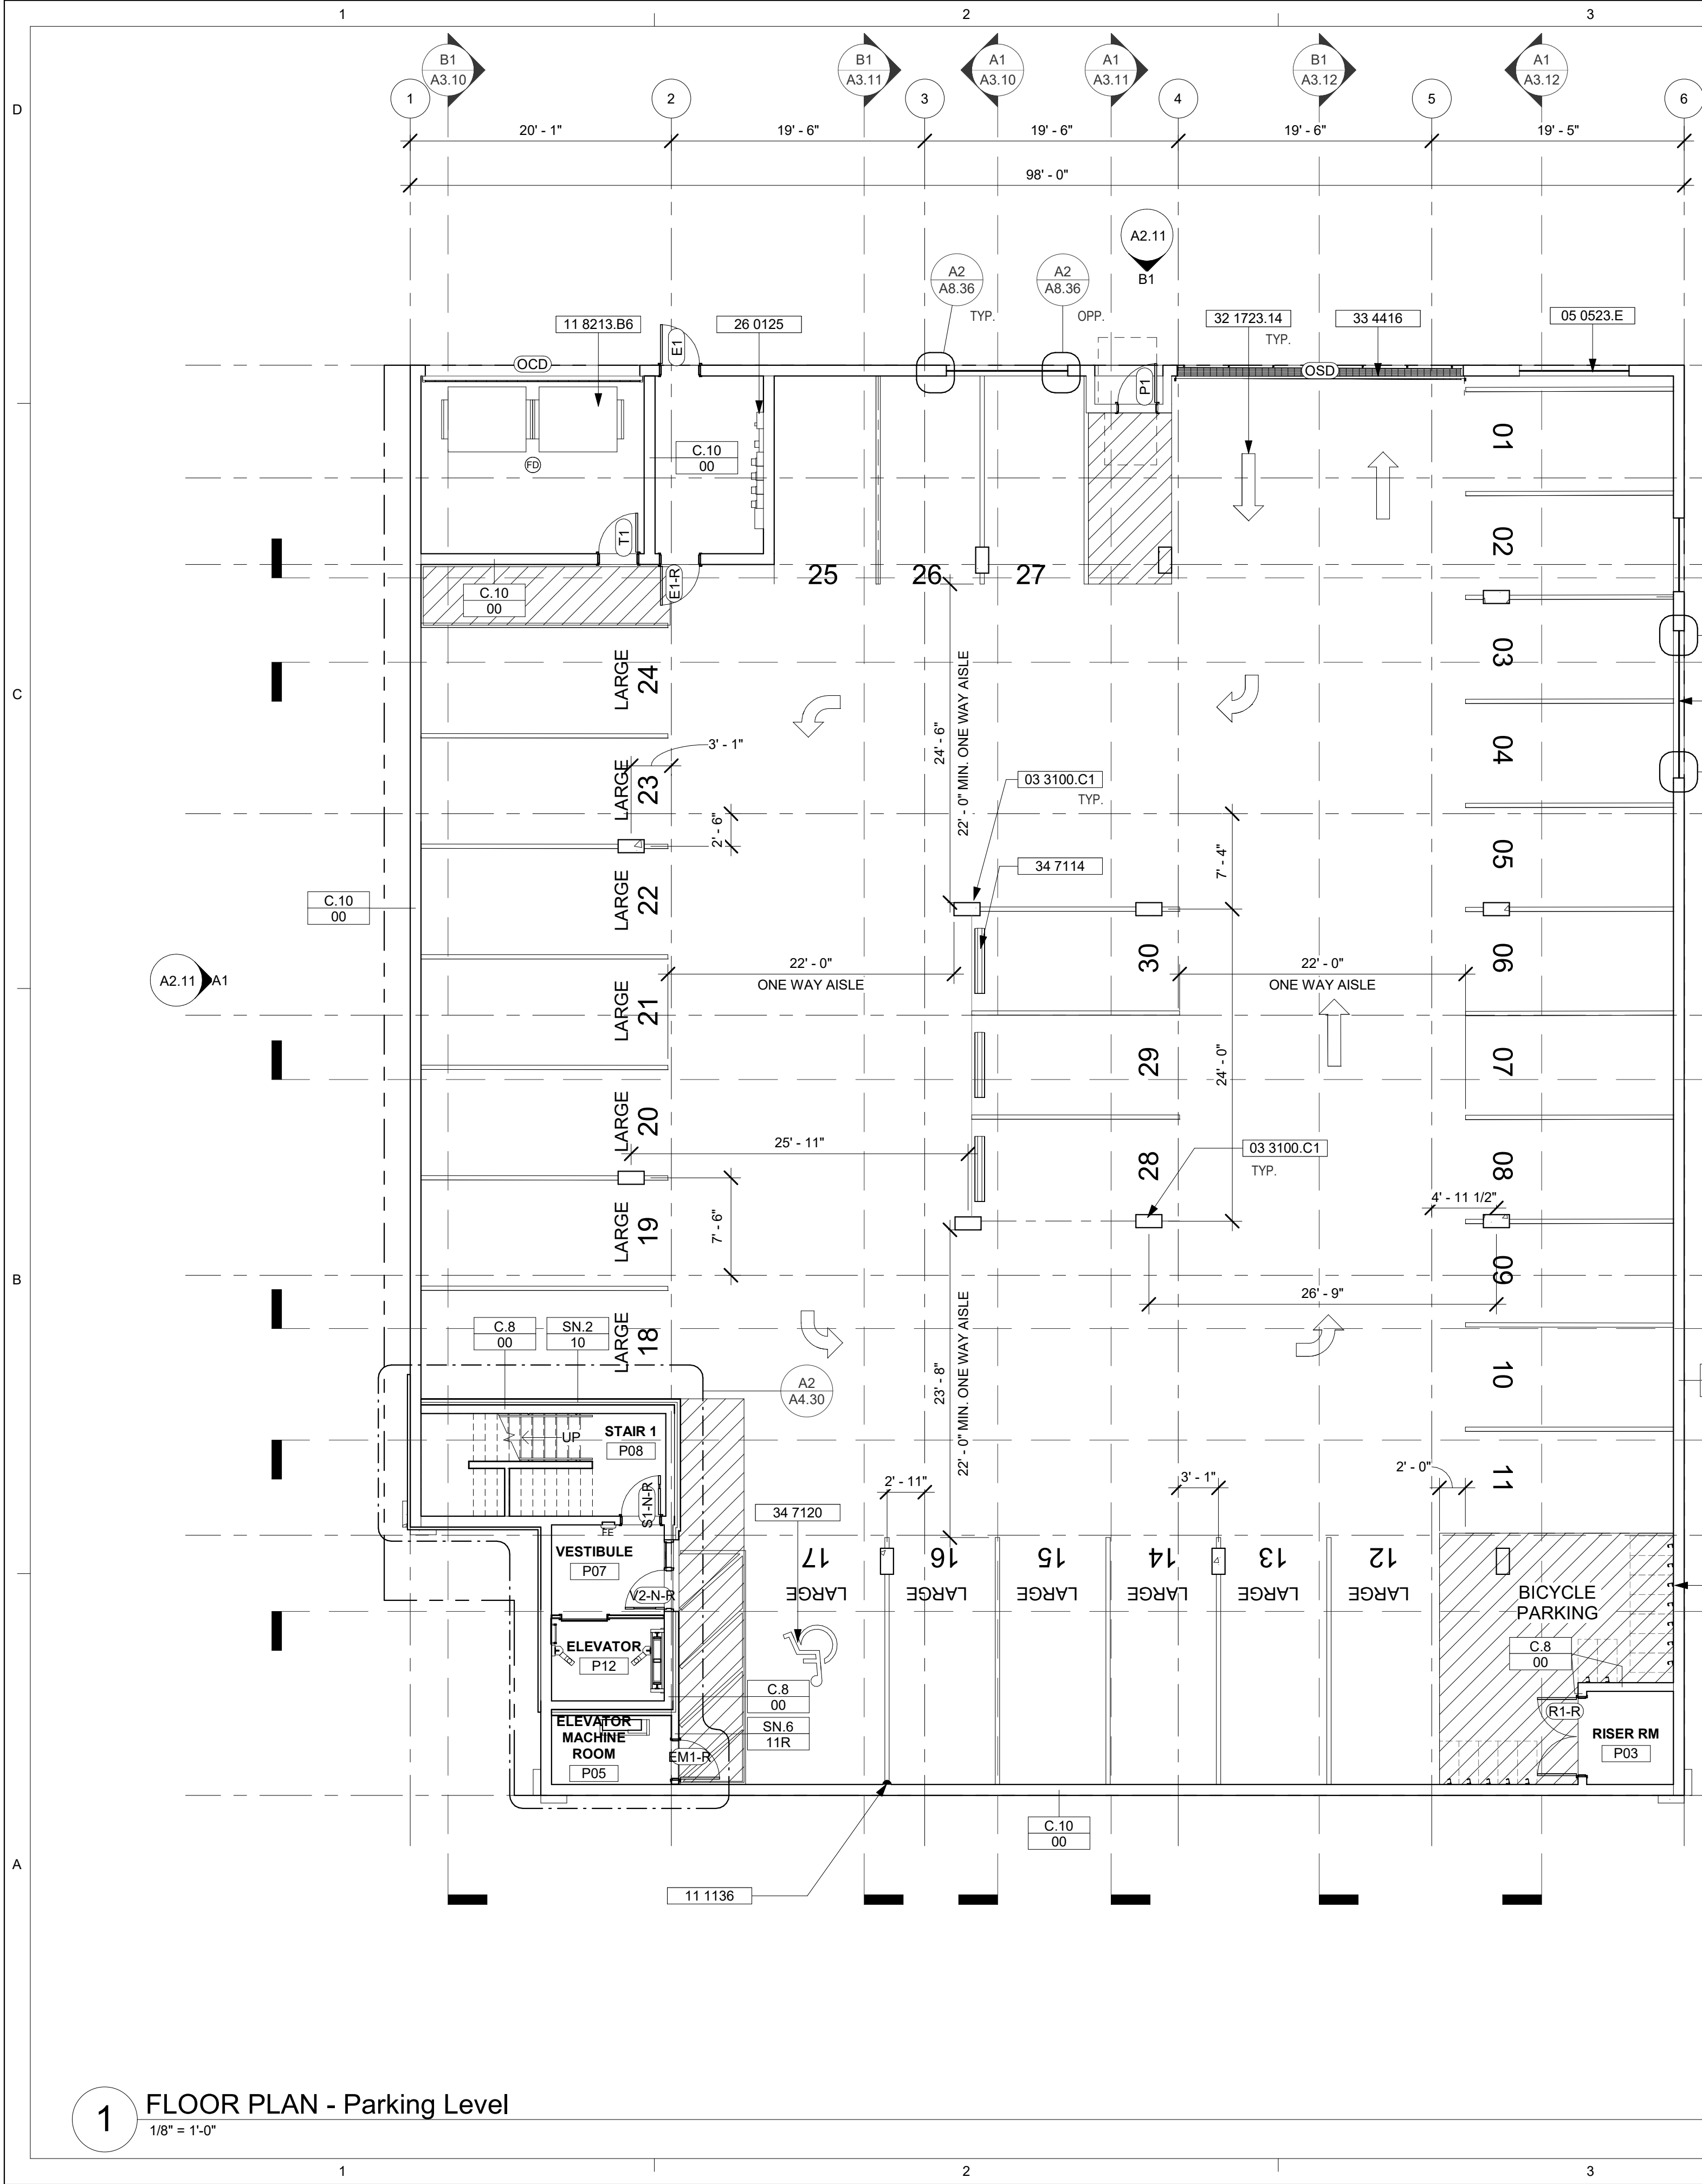 1
2
3
D
B1
A3.10
B1
A3.11
A1
A3.10
A1
A3.11
B1
A3.12
A1
A3.12
1
2
3
4
5
6
20' - 1"
19' - 6"
19' - 6"
19' - 6"
19' - 5"
98' - 0"
A2.11
B1
A2
A8.36
TYP.
A2
A8.36
OPP.
11 8213.B6
26 0125
32 1723.14
TYP.
33 4416
05 0523.E
OCD
E1
P1
OSD
01
C.10
00
FD
T1
02
25
26
27
E1-R
C.10
00
LARGE
24
03
C
24' - 6"
22' - 0" MIN. ONE WAY AISLE
3' - 1"
04
LARGE
23
03 3100.C1
TYP.
2' - 6"
7' - 4"
05
34 7114
LARGE
22
C.10
00
30
06
22' - 0"
ONE WAY AISLE
22' - 0"
ONE WAY AISLE
A2.11
A1
LARGE
21
29
07
24' - 0"
LARGE
20
25' - 11"
03 3100.C1
TYP.
28
08
4' - 11 1/2"
LARGE
19
7' - 6"
09
B
26' - 9"
C.8
00
SN.2
10
LARGE
18
23' - 8"
22' - 0" MIN. ONE WAY AISLE
A2
A4.30
10
STAIR 1
P08
UP
2' - 11"
3' - 1"
2' - 0"
11
S1-N-R
34 7120
FE
VESTIBULE
P07
17
16
15
14
13
12
LARGE
LARGE
LARGE
LARGE
LARGE
LARGE
V2-N-R
BICYCLE
PARKING
ELEVATOR
P12
C.8
00
C.8
00
SN.6
11R
R1-R
ELEVATOR
MACHINE
ROOM
P05
EM1-R
RISER RM
P03
C.10
00
A
11 1136
1
FLOOR PLAN - Parking Level
1/8" = 1'-0"
1
2
3